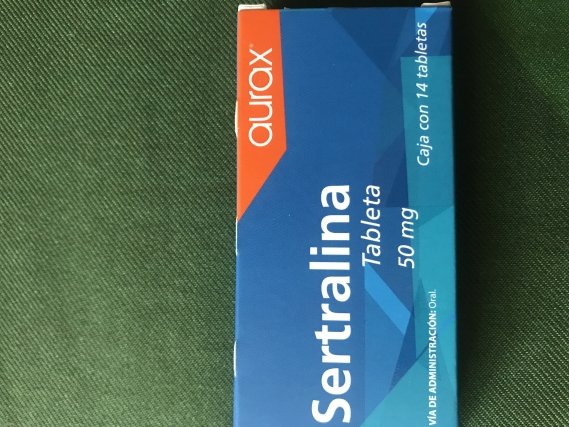 aurax®
Sertralina
Tableta
50 mg
Caja con 14 tabletas
VÍA DE ADMINISTRACIÓN: Oral.